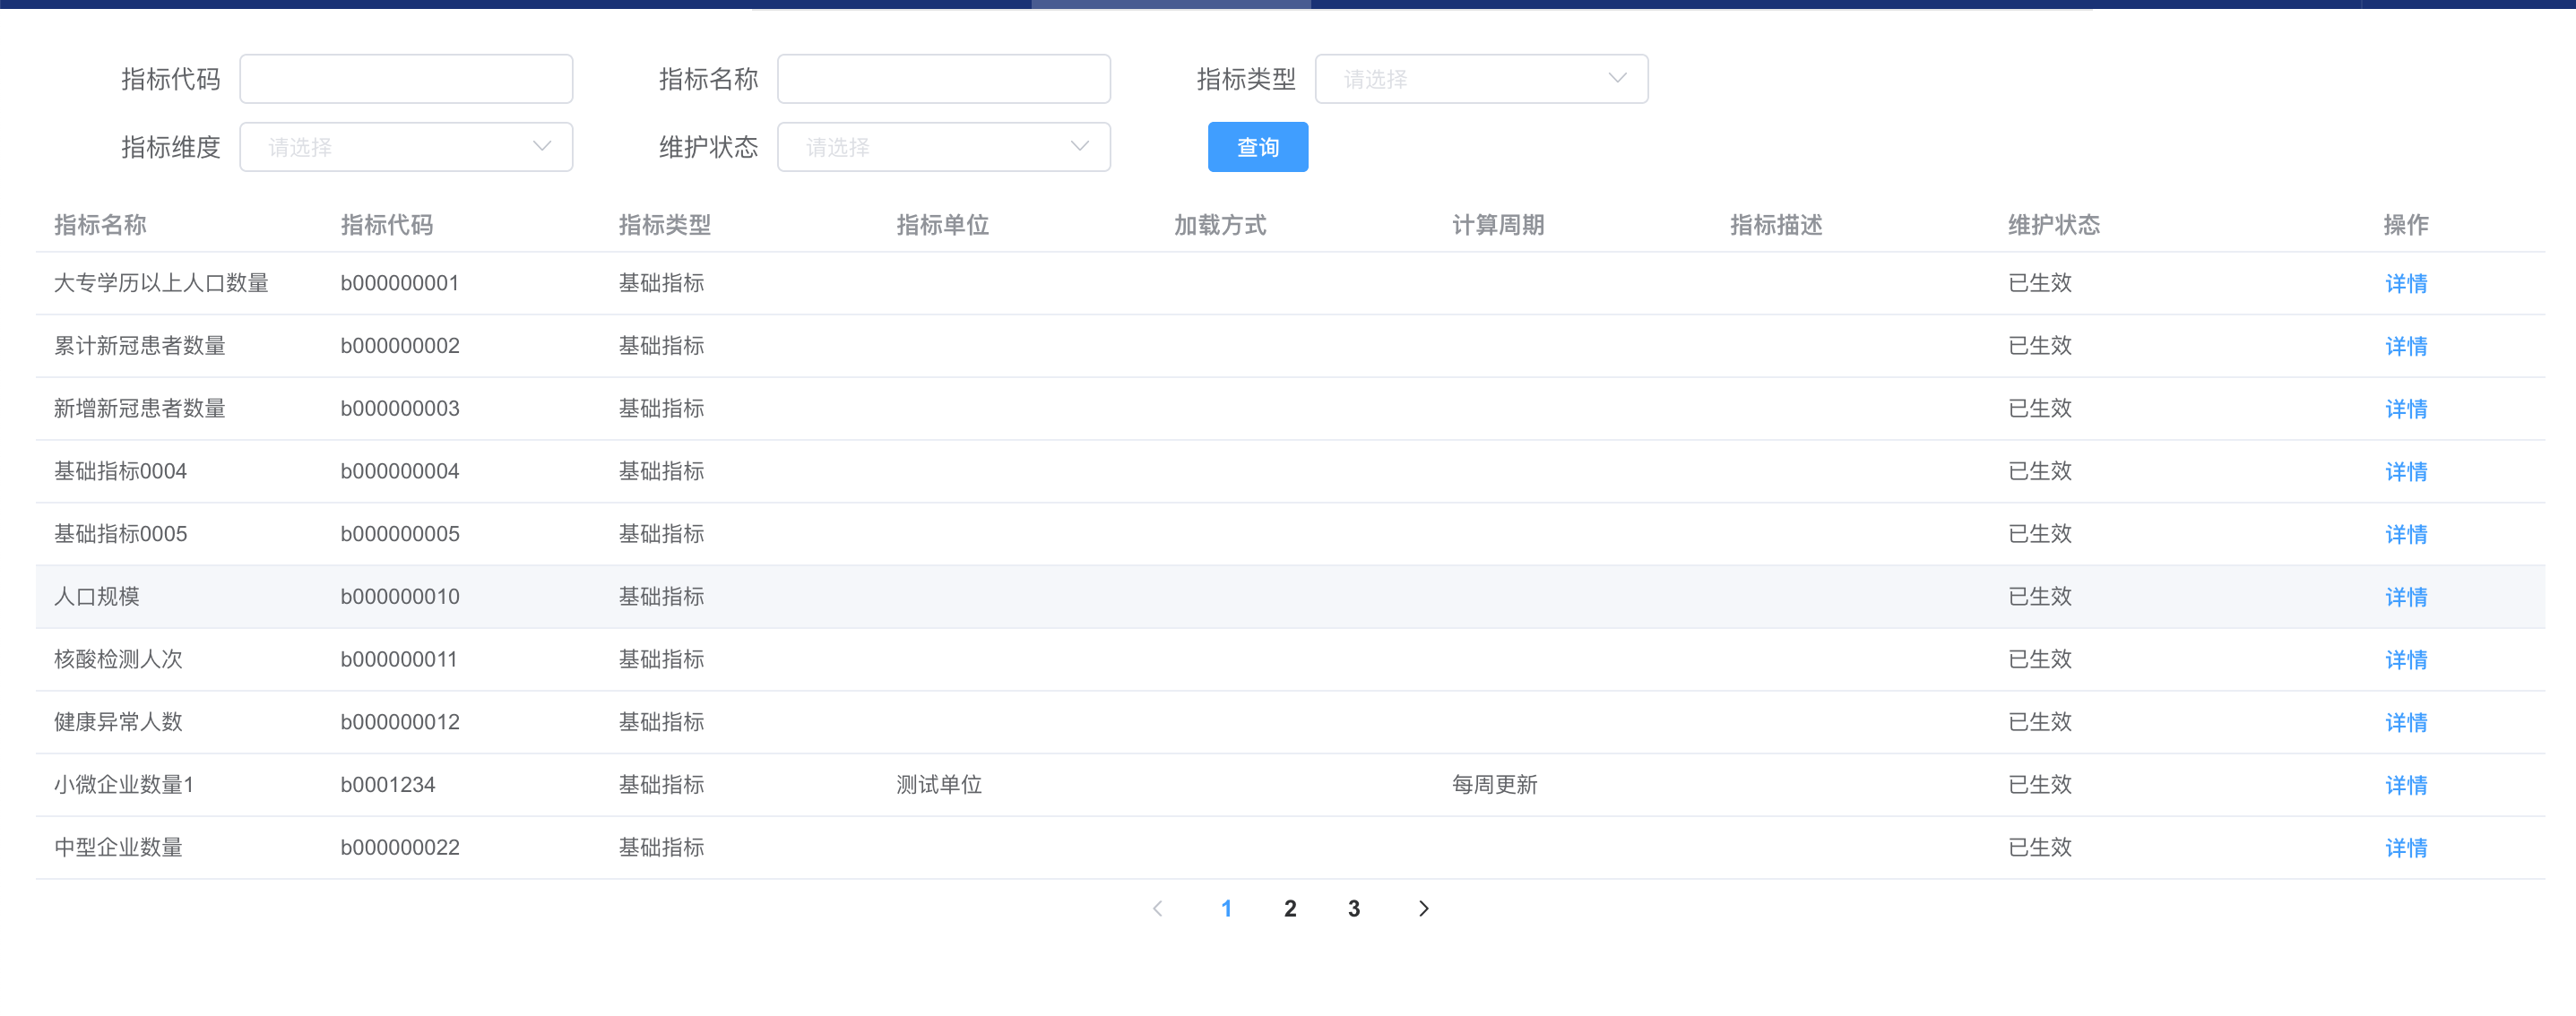 指标代码 指标名称 指标类型 请选择
指标维度 请选择 维护状态 请选择 查询
指标名称 指标代码 指标类型 指标单位 加载方式 计算周期 指标描述 维护状态 操作
大专学历以上人口数量 b000000001 基础指标 已生效 详情
累计新冠患者数量 b000000002 基础指标 已生效 详情
新增新冠患者数量 b000000003 基础指标 已生效 详情
基础指标0004 b000000004 基础指标 已生效 详情
基础指标0005 b000000005 基础指标 已生效 详情
人口规模 b000000010 基础指标 已生效 详情
核酸检测人次 b000000011 基础指标 已生效 详情
健康异常人数 b000000012 基础指标 已生效 详情
小微企业数量1 b0001234 基础指标 测试单位 每周更新 已生效 详情
中型企业数量 b000000022 基础指标 已生效 详情
1 2 3